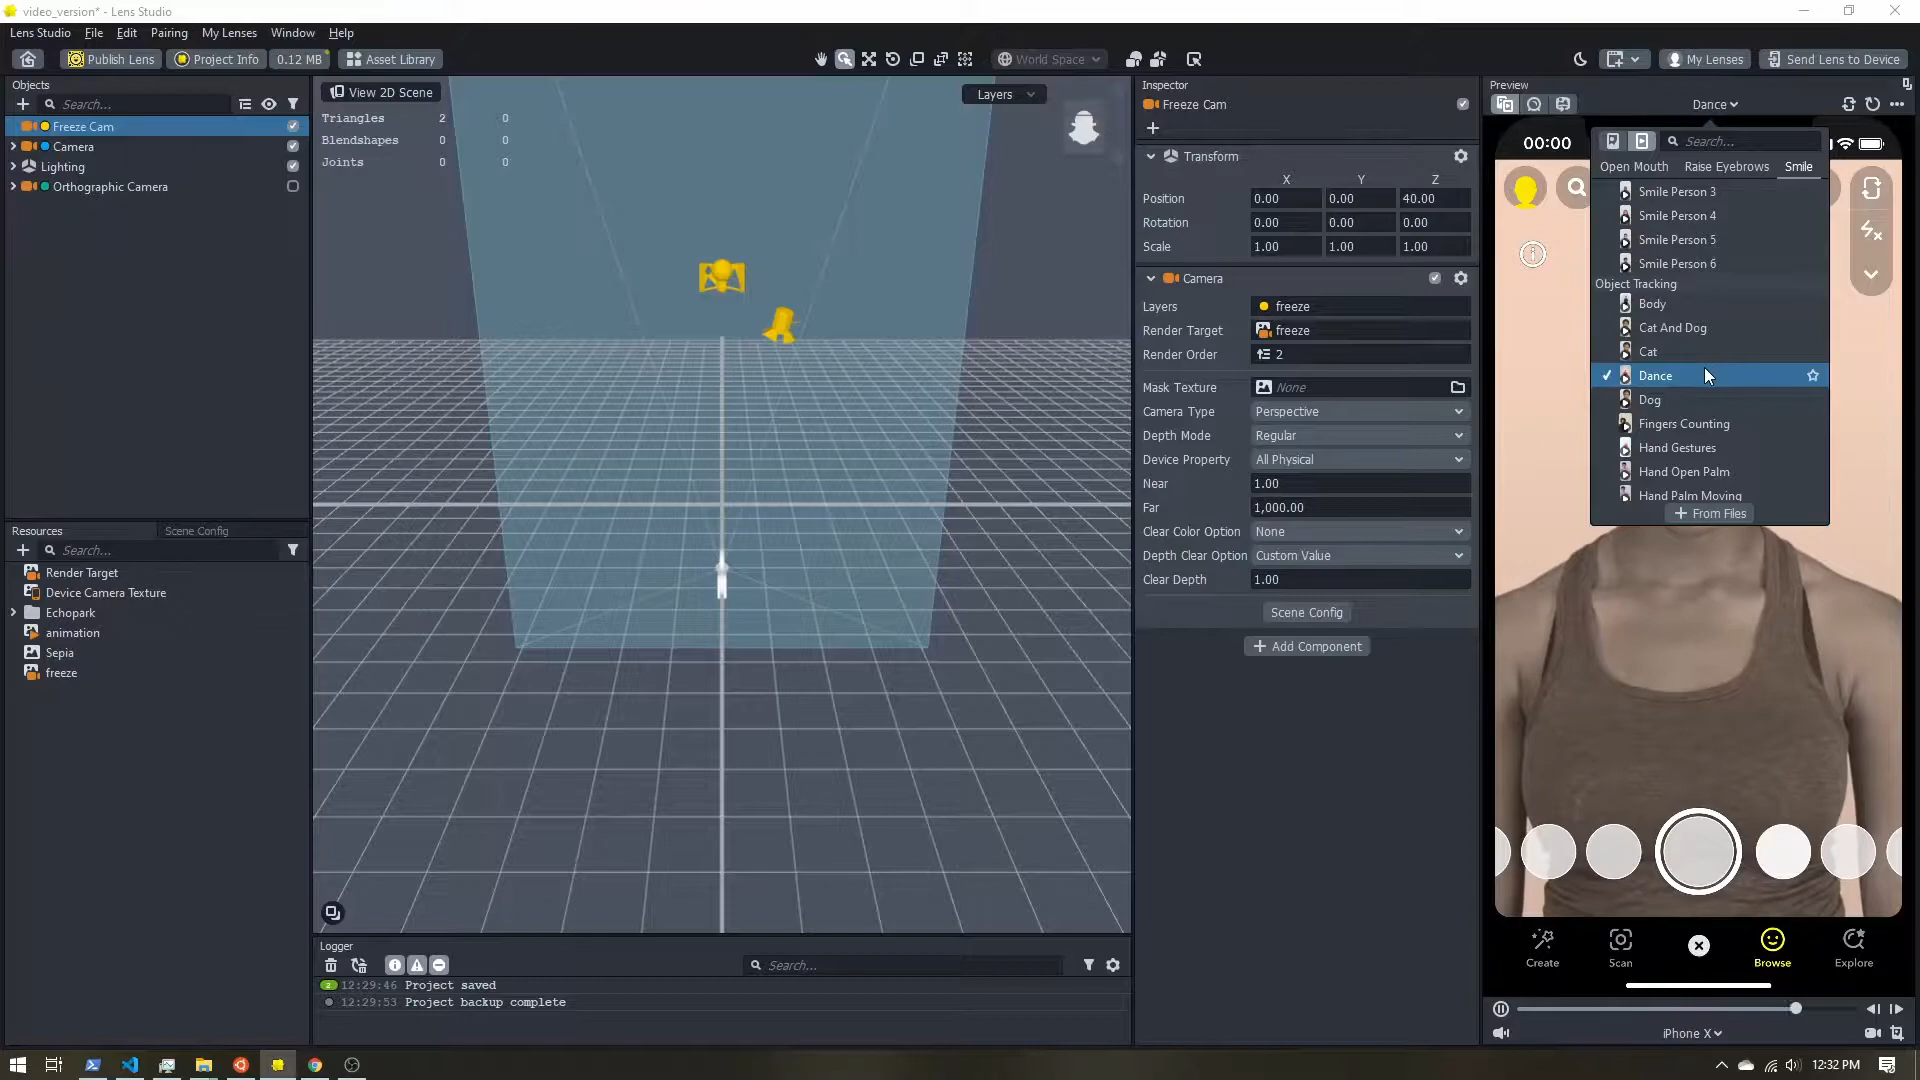 video_version* - Lens Studio
Lens Studio File Edit Pairing My Lenses Window Help
Publish Lens Project Info 0.12 MB Asset Library World Space My Lenses Send Lens to Device
Objects
Search...
Freeze Cam
Camera
Lighting
Orthographic Camera
Resources Scene Config
Search...
Render Target
Device Camera Texture
Echopark
animation
Sepia
freeze
View 2D Scene Layers
Triangles 2 0
Blendshapes 0 0
Joints 0 0
Logger
Search...
2 12:29:46 Project saved
12:29:53 Project backup complete
Inspector
Freeze Cam
Transform
X Y Z
Position 0.00 0.00 40.00
Rotation 0.00 0.00 0.00
Scale 1.00 1.00 1.00
Camera
Layers freeze
Render Target freeze
Render Order 2
Mask Texture None
Camera Type Perspective
Depth Mode Regular
Device Property All Physical
Near 1.00
Far 1,000.00
Clear Color Option None
Depth Clear Option Custom Value
Clear Depth 1.00
Scene Config
+ Add Component
Preview
Dance
00:00
Search...
Open Mouth Raise Eyebrows Smile
Smile Person 3
Smile Person 4
Smile Person 5
Smile Person 6
Object Tracking
Body
Cat And Dog
Cat
Dance
Dog
Fingers Counting
Hand Gestures
Hand Open Palm
Hand Palm Moving
+ From Files
Create Scan Browse Explore
iPhone X
12:32 PM